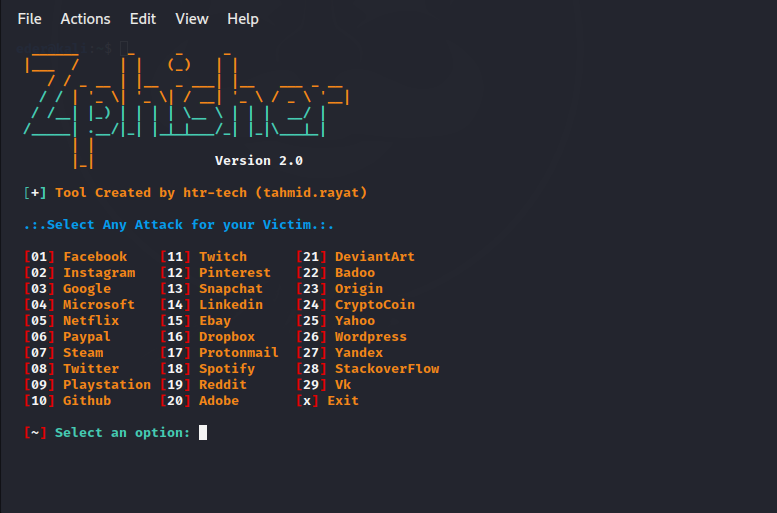 File Actions Edit View Help
Version 2.0
[+] Tool Created by htr-tech (tahmid.rayat)
.:.Select Any Attack for your Victim.:.
[01] Facebook [11] Twitch [21] DeviantArt
[02] Instagram [12] Pinterest [22] Badoo
[03] Google [13] Snapchat [23] Origin
[04] Microsoft [14] Linkedin [24] CryptoCoin
[05] Netflix [15] Ebay [25] Yahoo
[06] Paypal [16] Dropbox [26] Wordpress
[07] Steam [17] Protonmail [27] Yandex
[08] Twitter [18] Spotify [28] StackoverFlow
[09] Playstation [19] Reddit [29] Vk
[10] Github [20] Adobe [x] Exit
[~] Select an option: